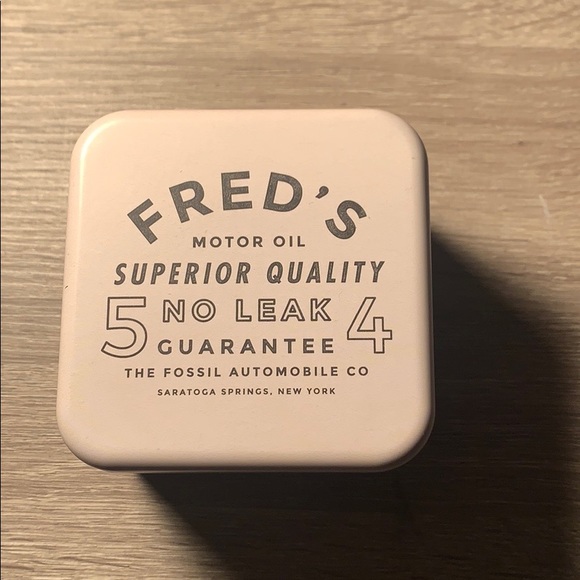 FRED'S
MOTOR OIL
SUPERIOR QUALITY
5 NO LEAK 4
GUARANTEE
THE FOSSIL AUTOMOBILE CO
SARATOGA SPRINGS, NEW YORK